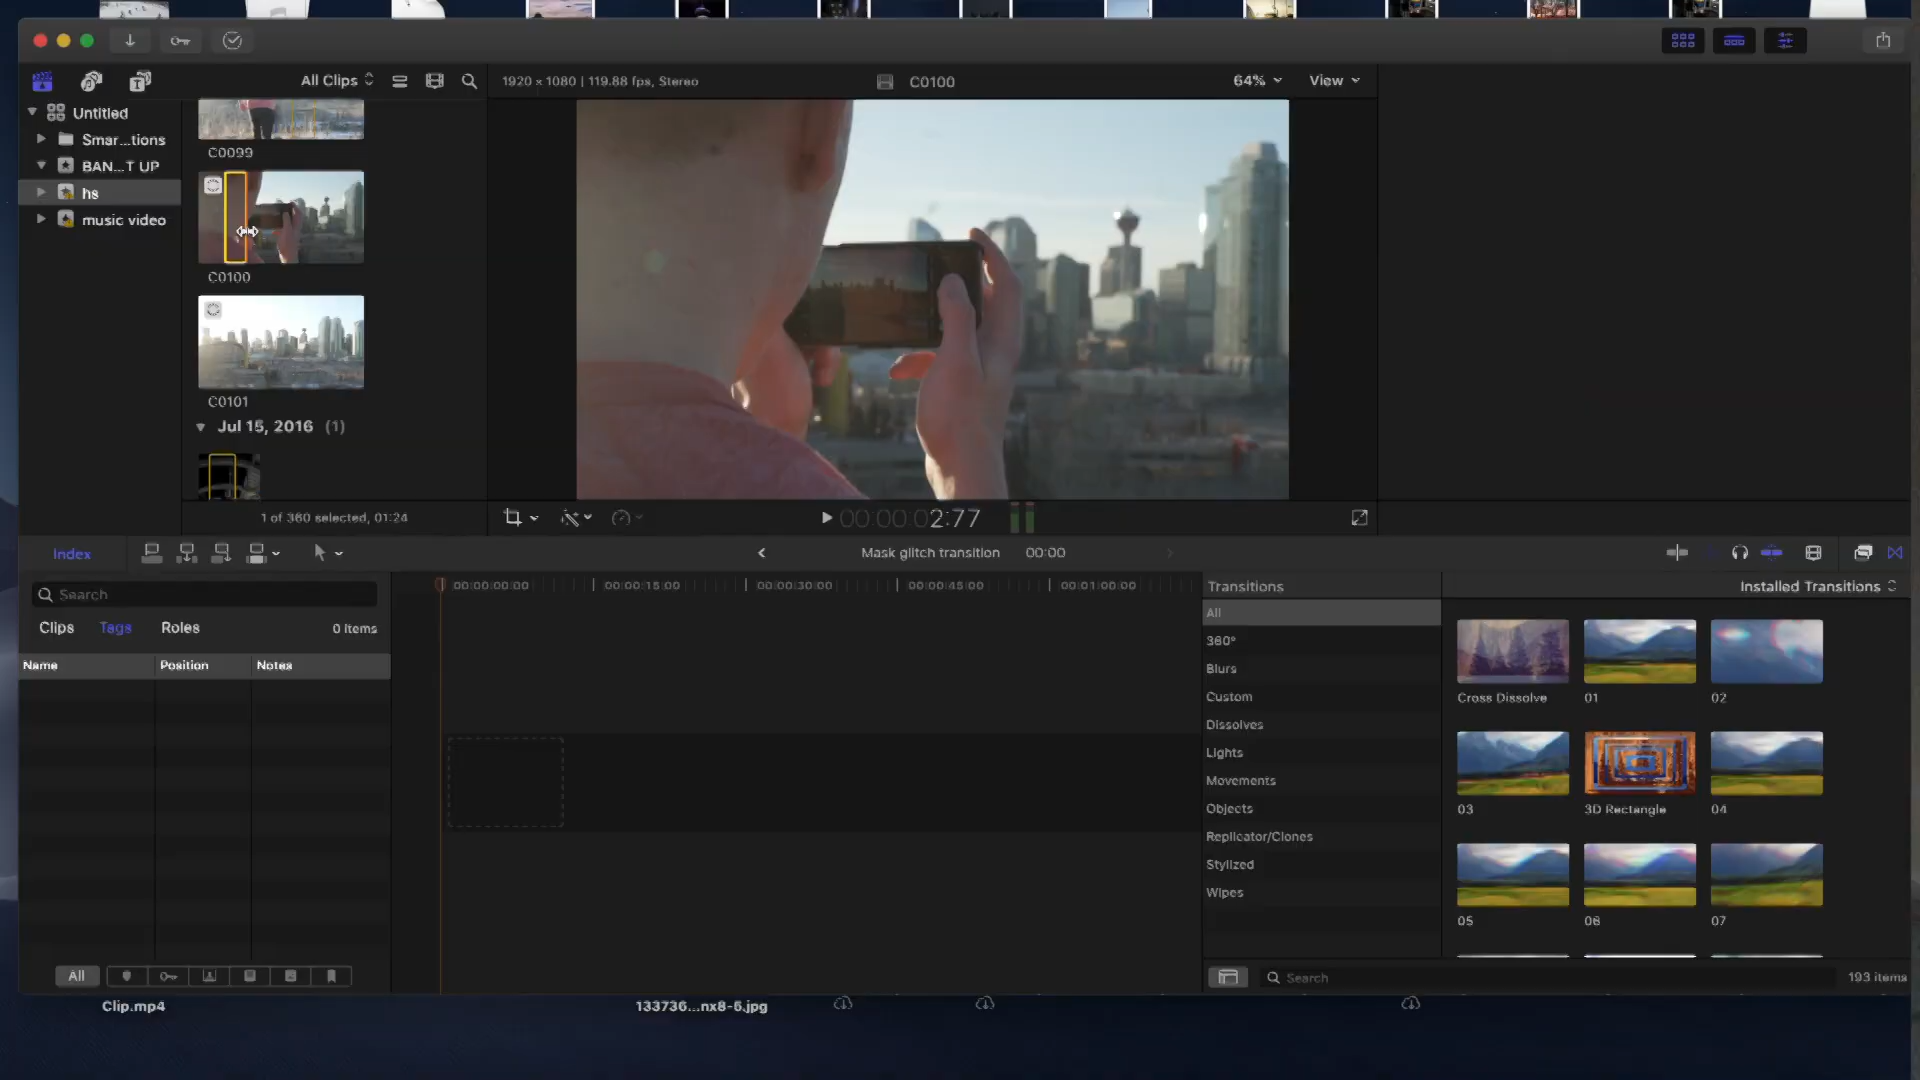 All Clips
1920 × 1080 | 119.88 fps, Stereo
C0100
64%
View
Untitled
Smar...tions
BAN...T UP
hs
music video
C0099
C0100
C0101
Jul 15, 2016 (1)
1 of 360 selected, 01:24
00:00:02:77
Index
Mask glitch transition 00:00
Search
Clips Tags Roles 0 items
Name Position Notes
00:00:00:00 00:00:15:00 00:00:30:00 00:00:45:00 00:01:00:00
Transitions
Installed Transitions
All
360°
Blurs
Custom
Dissolves
Lights
Movements
Objects
Replicator/Clones
Stylized
Wipes
Cross Dissolve 01 02
03 3D Rectangle 04
05 06 07
All
Search
193 items
Clip.mp4
133736...nx8-6.jpg